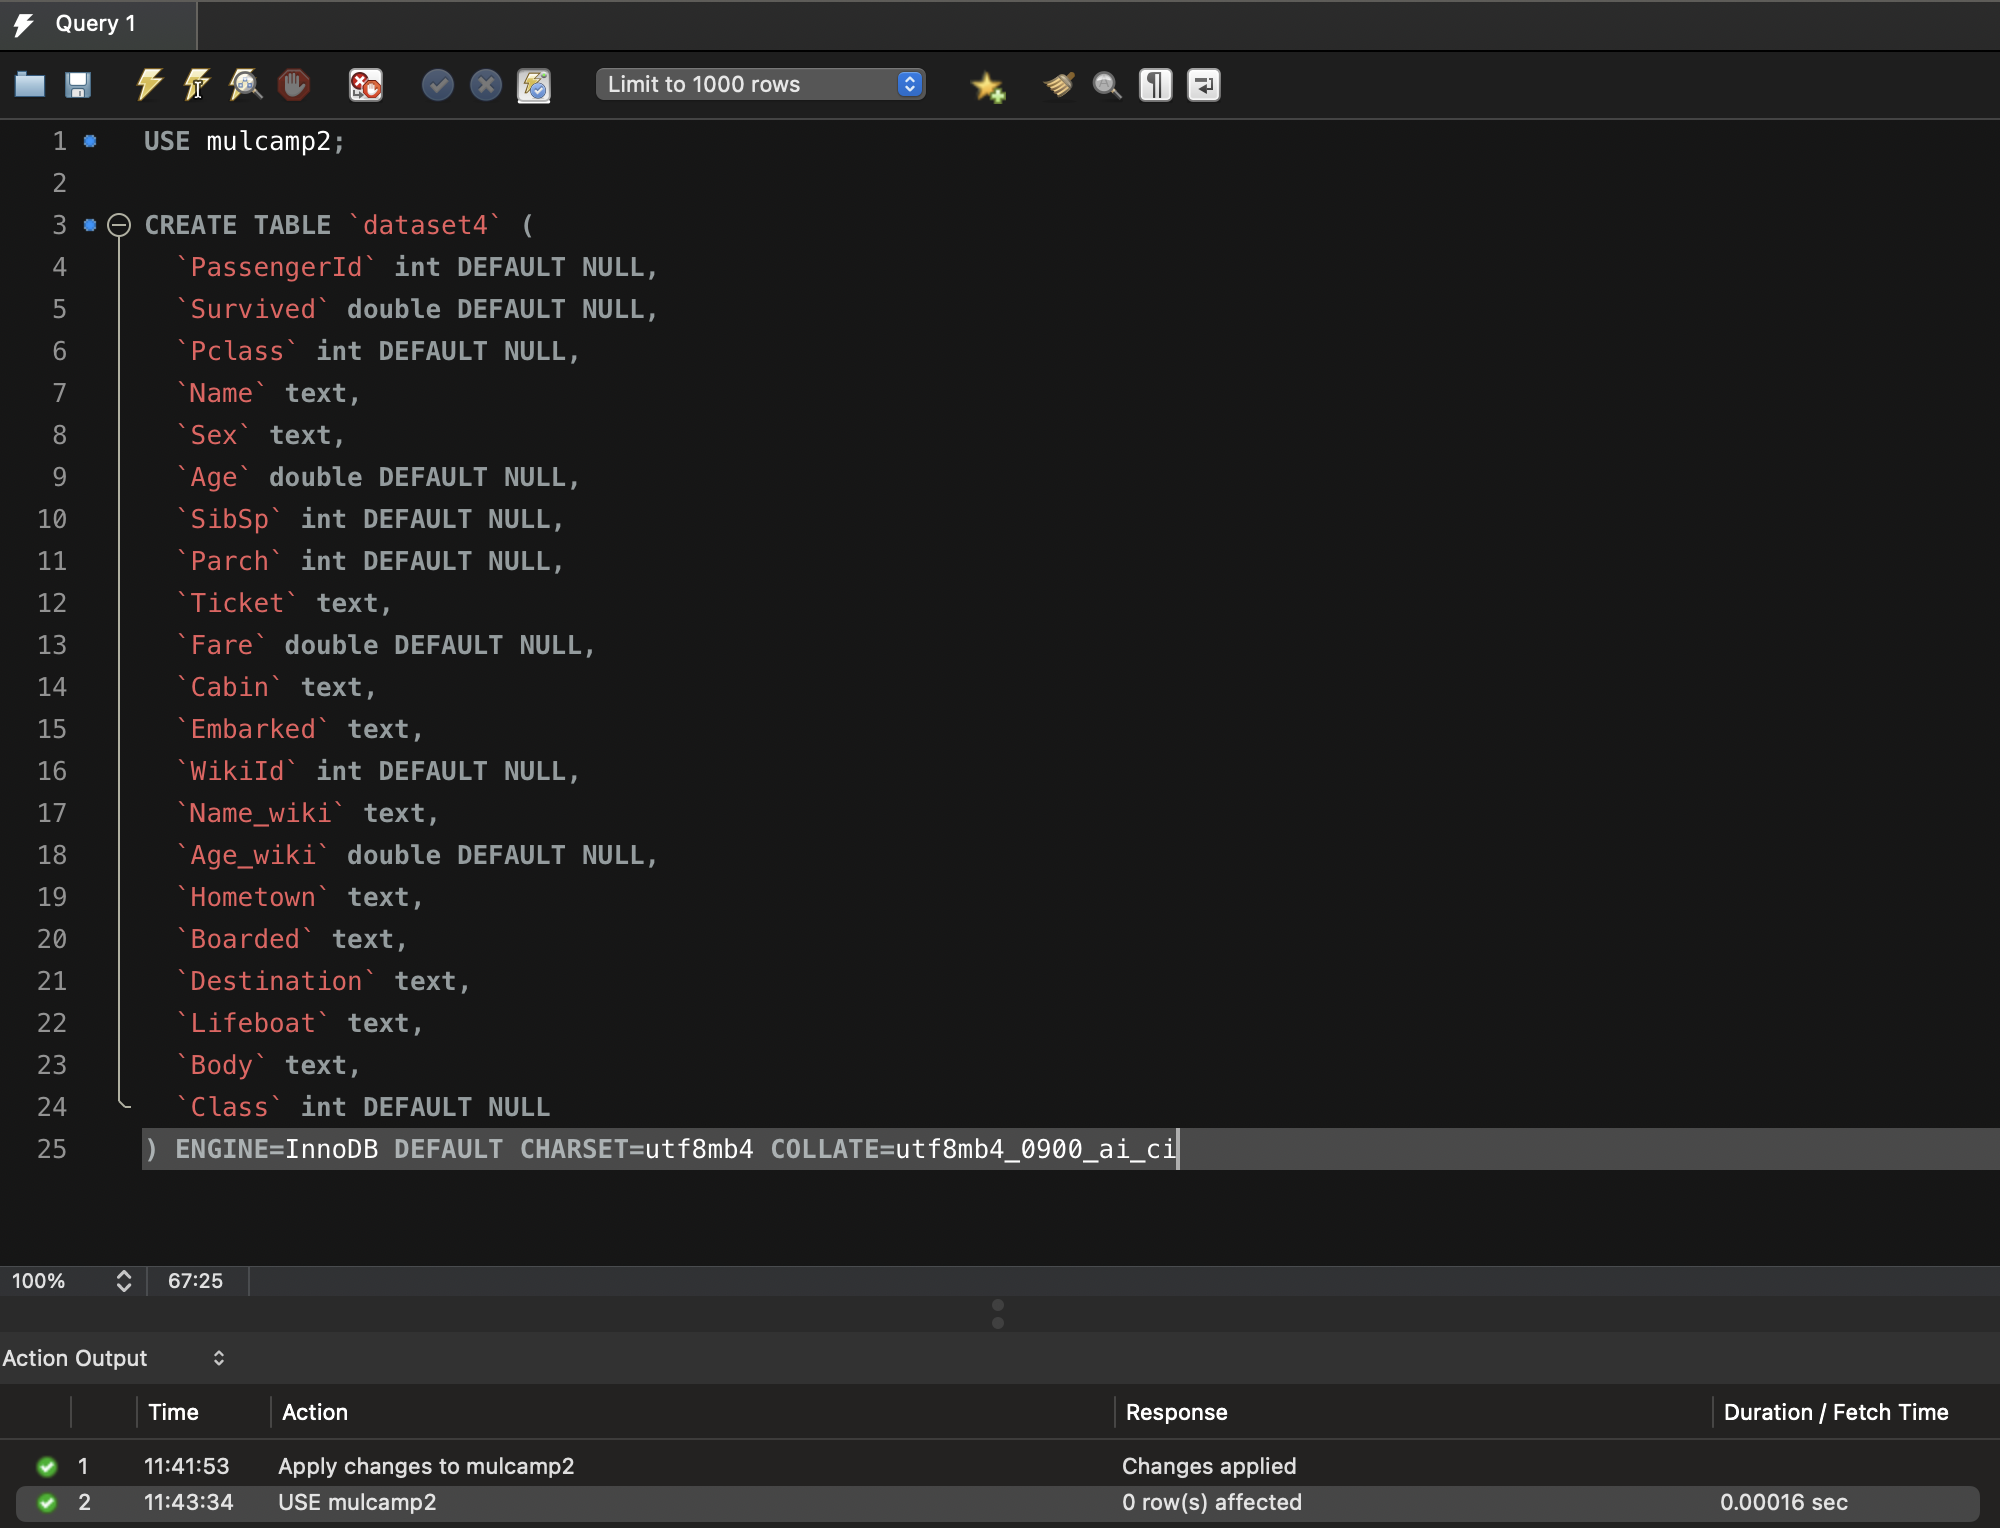 Query 1
Limit to 1000 rows
1 USE mulcamp2;
2
3 CREATE TABLE `dataset4` (
4 `PassengerId` int DEFAULT NULL,
5 `Survived` double DEFAULT NULL,
6 `Pclass` int DEFAULT NULL,
7 `Name` text,
8 `Sex` text,
9 `Age` double DEFAULT NULL,
10 `SibSp` int DEFAULT NULL,
11 `Parch` int DEFAULT NULL,
12 `Ticket` text,
13 `Fare` double DEFAULT NULL,
14 `Cabin` text,
15 `Embarked` text,
16 `WikiId` int DEFAULT NULL,
17 `Name_wiki` text,
18 `Age_wiki` double DEFAULT NULL,
19 `Hometown` text,
20 `Boarded` text,
21 `Destination` text,
22 `Lifeboat` text,
23 `Body` text,
24 `Class` int DEFAULT NULL
25 ) ENGINE=InnoDB DEFAULT CHARSET=utf8mb4 COLLATE=utf8mb4_0900_ai_ci
100% 67:25
Action Output
Time Action Response Duration / Fetch Time
1 11:41:53 Apply changes to mulcamp2 Changes applied
2 11:43:34 USE mulcamp2 0 row(s) affected 0.00016 sec